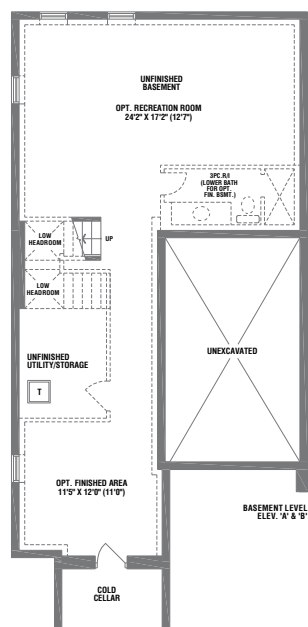 UNFINISHED
BASEMENT
OPT. RECREATION ROOM
24'2" X 17'2" (12'7")
3PC.R/I
(LOWER BATH
FOR OPT.
FIN. BSMT.)
LOW
HEADROOM
UP
LOW
HEADROOM
UNEXCAVATED
UNFINISHED
UTILITY/STORAGE
T
OPT. FINISHED AREA
11'5" X 12'0" (11'0")
BASEMENT LEVEL
ELEV. 'A' & 'B'
COLD
CELLAR